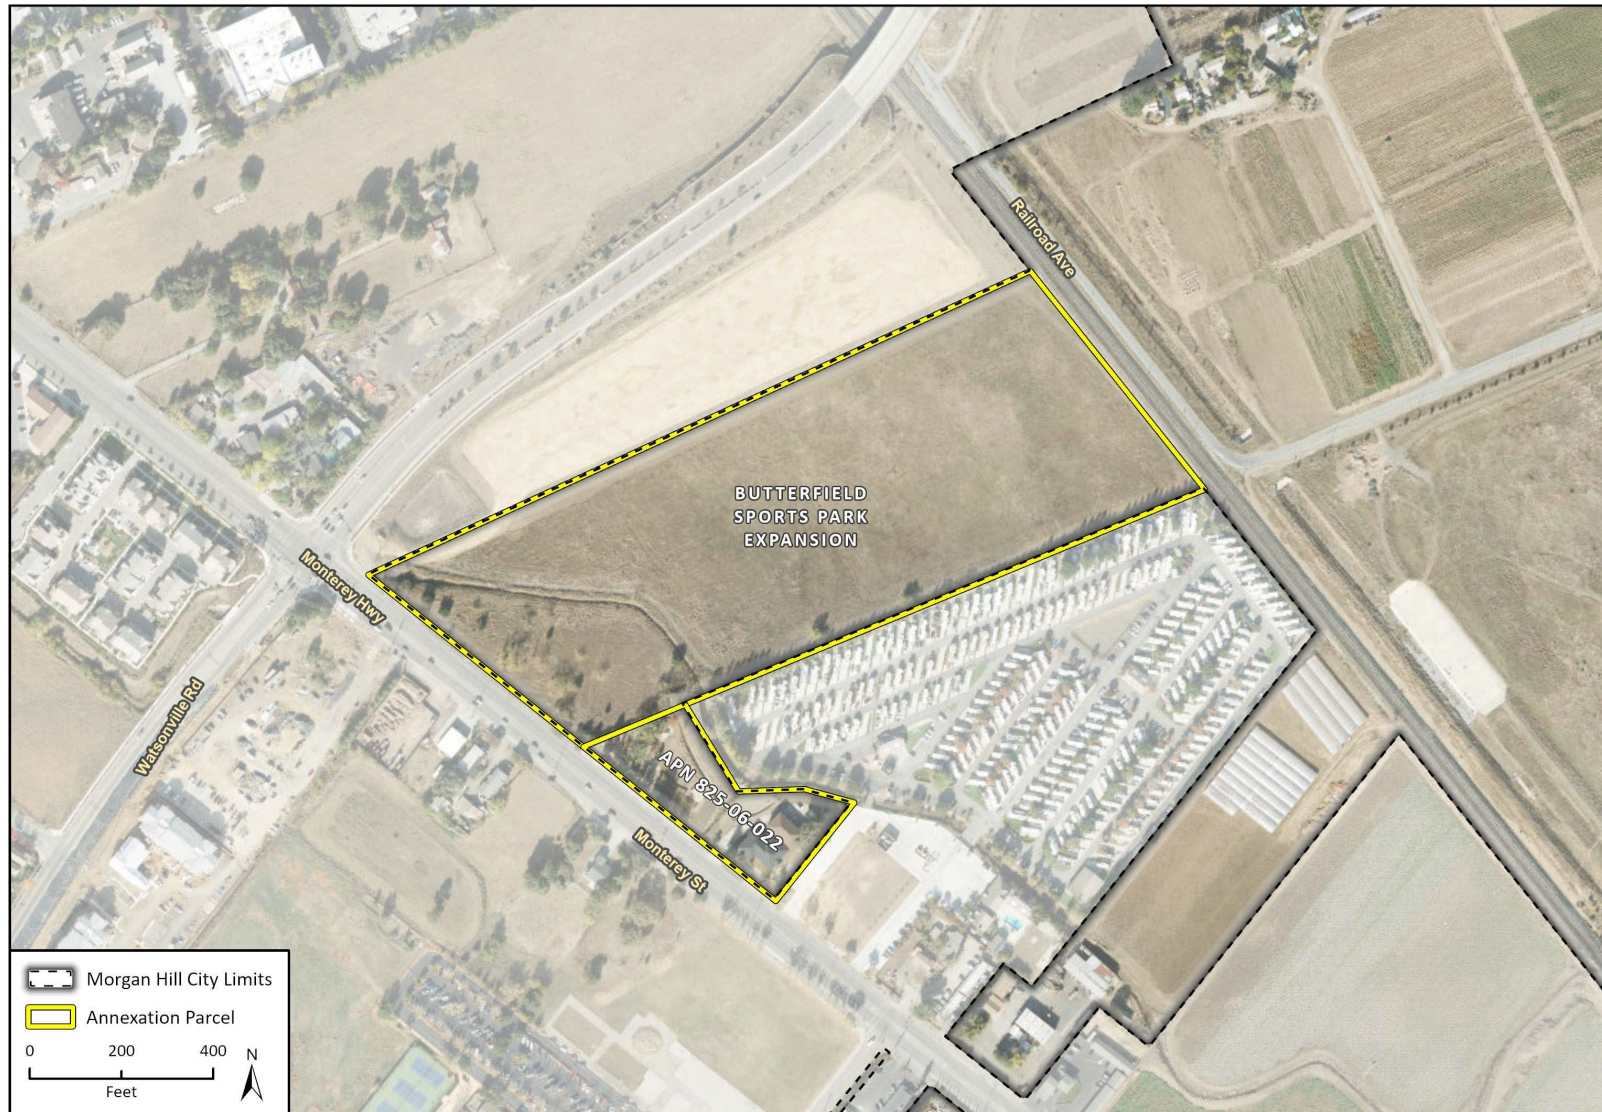 Railroad Ave
BUTTERFIELD
SPORTS PARK
EXPANSION
Monterey Hwy
Watsonville Rd
APN 825-06-022
Monterey St
Morgan Hill City Limits
Annexation Parcel
0 200 400 N
Feet